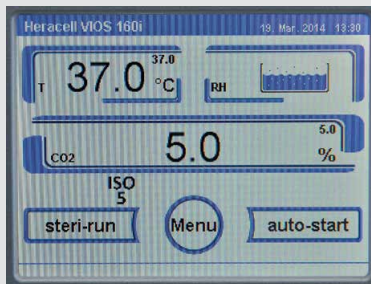 Heracell VIOS 160i 19. Mar. 2014 13:30
T 37.0 °C 37.0
RH
CO2 5.0 % 5.0
ISO
5
steri-run Menu auto-start